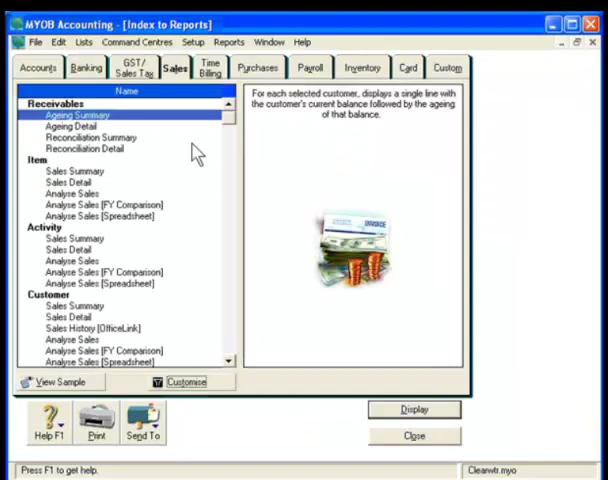 MYOB Accounting - [Index to Reports]
File Edit Lists Command Centres Setup Reports Window Help
Accounts Banking GST/ Sales Tax Sales Time Billing Purchases Payroll Inventory Card Custom
Name
Receivables
Ageing Summary
Ageing Detail
Reconciliation Summary
Reconciliation Detail
Item
Sales Summary
Sales Detail
Analyse Sales
Analyse Sales [FY Comparison]
Analyse Sales [Spreadsheet]
Activity
Sales Summary
Sales Detail
Analyse Sales
Analyse Sales [FY Comparison]
Analyse Sales [Spreadsheet]
Customer
Sales Summary
Sales Detail
Sales History [OfficeLink]
Analyse Sales
Analyse Sales [FY Comparison]
Analyse Sales [Spreadsheet]
For each selected customer, displays a single line with
the customer's current balance followed by the ageing
of that balance.
INVOICE
View Sample Customise
Display
Help F1 Print Send To
Close
Press F1 to get help. Clearwtr.myo